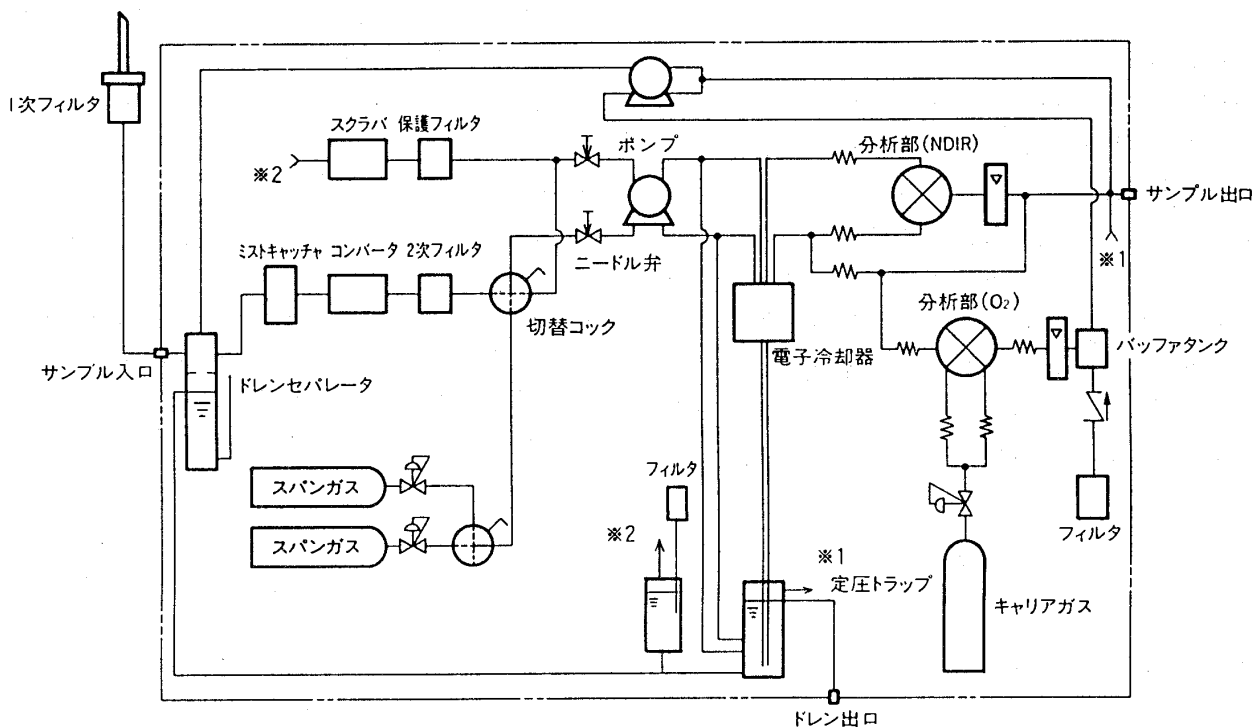 1次フィルタ
スクラバ 保護フィルタ
※2
ポンプ
分析部(NDIR)
サンプル出口
※1
ニードル弁
ミストキャッチャ コンバータ 2次フィルタ
切替コック
分析部(O₂)
電子冷却器
バッファタンク
サンプル入口
ドレンセパレータ
スパンガス
スパンガス
フィルタ
※2
※1
定圧トラップ
キャリアガス
フィルタ
ドレン出口